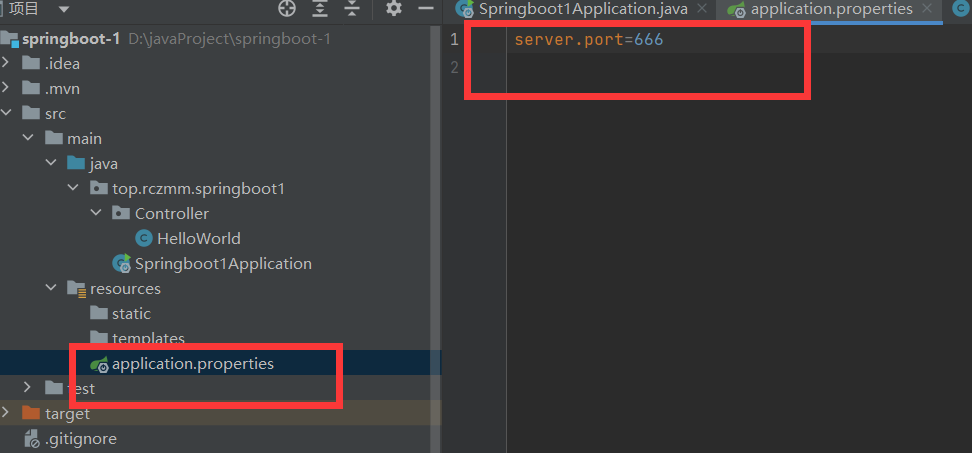 项目
springboot-1 D:\javaProject\springboot-1
.idea
.mvn
src
main
java
top.rczmm.springboot1
Controller
HelloWorld
Springboot1Application
resources
static
templates
application.properties
test
target
.gitignore
Springboot1Application.java
application.properties
1 server.port=666
2